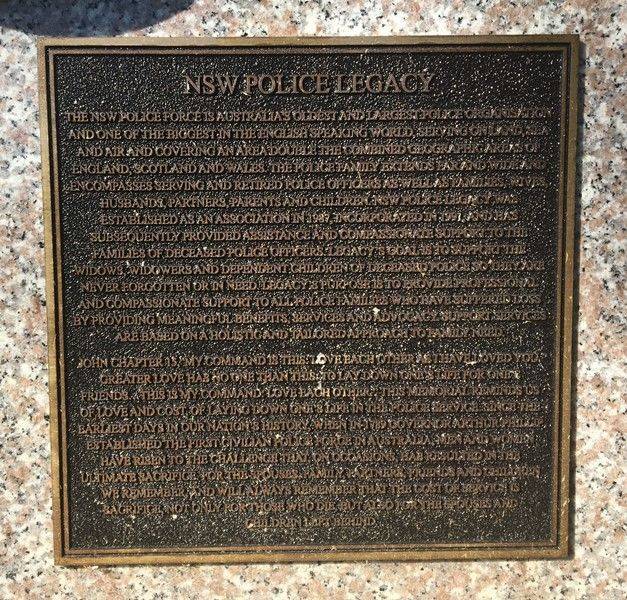 NSW POLICE LEGACY
THE NSW POLICE FORCE IS AUSTRALIA'S OLDEST AND LARGEST POLICE ORGANISATION
AND ONE OF THE BIGGEST IN THE ENGLISH SPEAKING WORLD, SERVING ON LAND, SEA
AND AIR AND COVERING AN AREA DOUBLE THE COMBINED GEOGRAPHIC AREAS OF
ENGLAND, SCOTLAND AND WALES. THE POLICE FAMILY EXTENDS FAR AND WIDE AND
ENCOMPASSES SERVING AND RETIRED POLICE OFFICERS AS WELL AS FAMILIES, WIVES,
HUSBANDS, PARTNERS, PARENTS AND CHILDREN. NSW POLICE LEGACY WAS
ESTABLISHED AS AN ASSOCIATION IN 1987, INCORPORATED IN 1991, AND HAS
SUBSEQUENTLY PROVIDED ASSISTANCE AND COMPASSIONATE SUPPORT TO THE
FAMILIES OF DECEASED POLICE OFFICERS. LEGACY'S GOAL IS TO SUPPORT THE
WIDOWS, WIDOWERS AND DEPENDENT CHILDREN OF DECEASED POLICE SO THEY ARE
NEVER FORGOTTEN OR IN NEED. LEGACY'S PURPOSE IS TO PROVIDE PROFESSIONAL
AND COMPASSIONATE SUPPORT TO ALL POLICE FAMILIES WHO HAVE SUFFERED LOSS
BY PROVIDING MEANINGFUL BENEFITS, SERVICES AND ADVOCACY. SUPPORT SERVICES
ARE BASED ON A HOLISTIC AND TAILORED APPROACH TO FAMILY NEED.
JOHN CHAPTER 15 "MY COMMAND IS THIS: LOVE EACH OTHER AS I HAVE LOVED YOU.
GREATER LOVE HAS NO ONE THAN THIS: TO LAY DOWN ONE'S LIFE FOR ONE'S
FRIENDS. THIS IS MY COMMAND: LOVE EACH OTHER." THIS MEMORIAL REMINDS US
OF LOVE AND COST OF LAYING DOWN ONE'S LIFE IN THE POLICE SERVICE. SINCE THE
EARLIEST DAYS IN OUR NATION'S HISTORY, WHEN IN 1789 GOVERNOR ARTHUR PHILLIP
ESTABLISHED THE FIRST CIVILIAN POLICE FORCE IN AUSTRALIA, MEN AND WOMEN
HAVE RISEN TO THE CHALLENGE THAT, ON OCCASIONS, HAS RESULTED IN THE
ULTIMATE SACRIFICE FOR THE FAMILY, PARTNERS, FRIENDS AND CHILDREN.
WE REMEMBER, AND WILL ALWAYS REMEMBER THAT THE COST OF SERVICE IS
SACRIFICE, NOT ONLY FOR THOSE WHO DIE, BUT ALSO FOR THE SPOUSES AND
CHILDREN LEFT BEHIND.